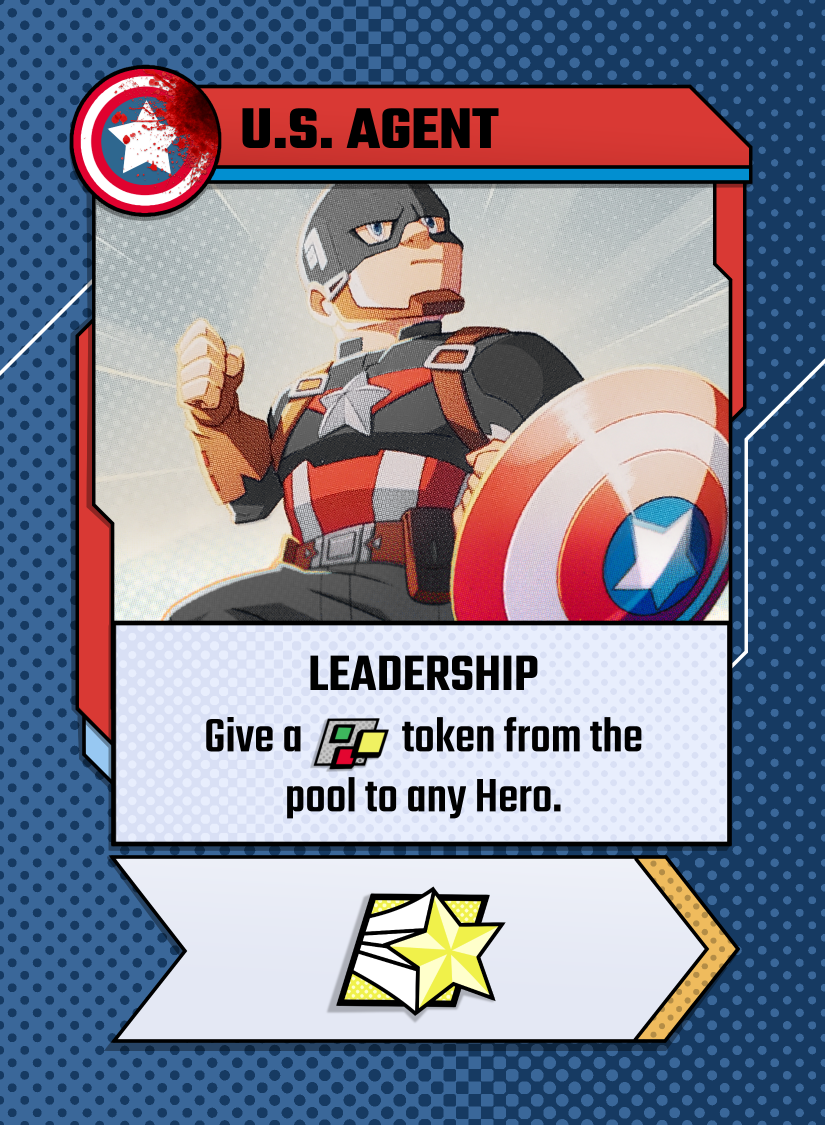 U.S. AGENT
LEADERSHIP
Give a token from the
pool to any Hero.